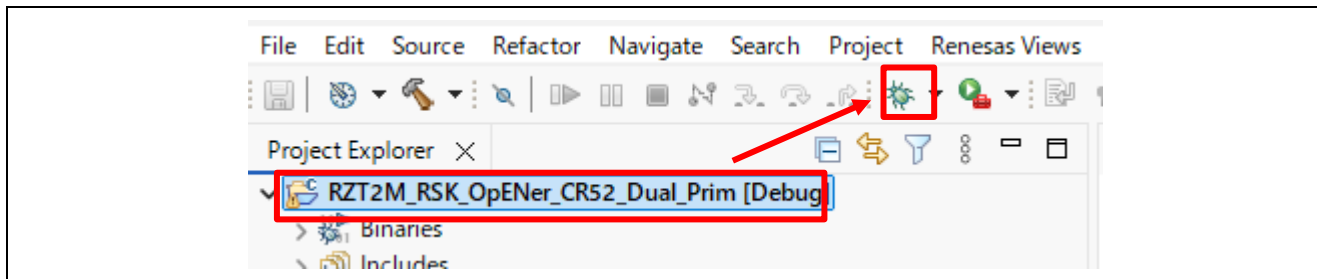 File Edit Source Refactor Navigate Search Project Renesas Views
Project Explorer
RZT2M_RSK_OpENer_CR52_Dual_Prim [Debug]
Binaries
Includes